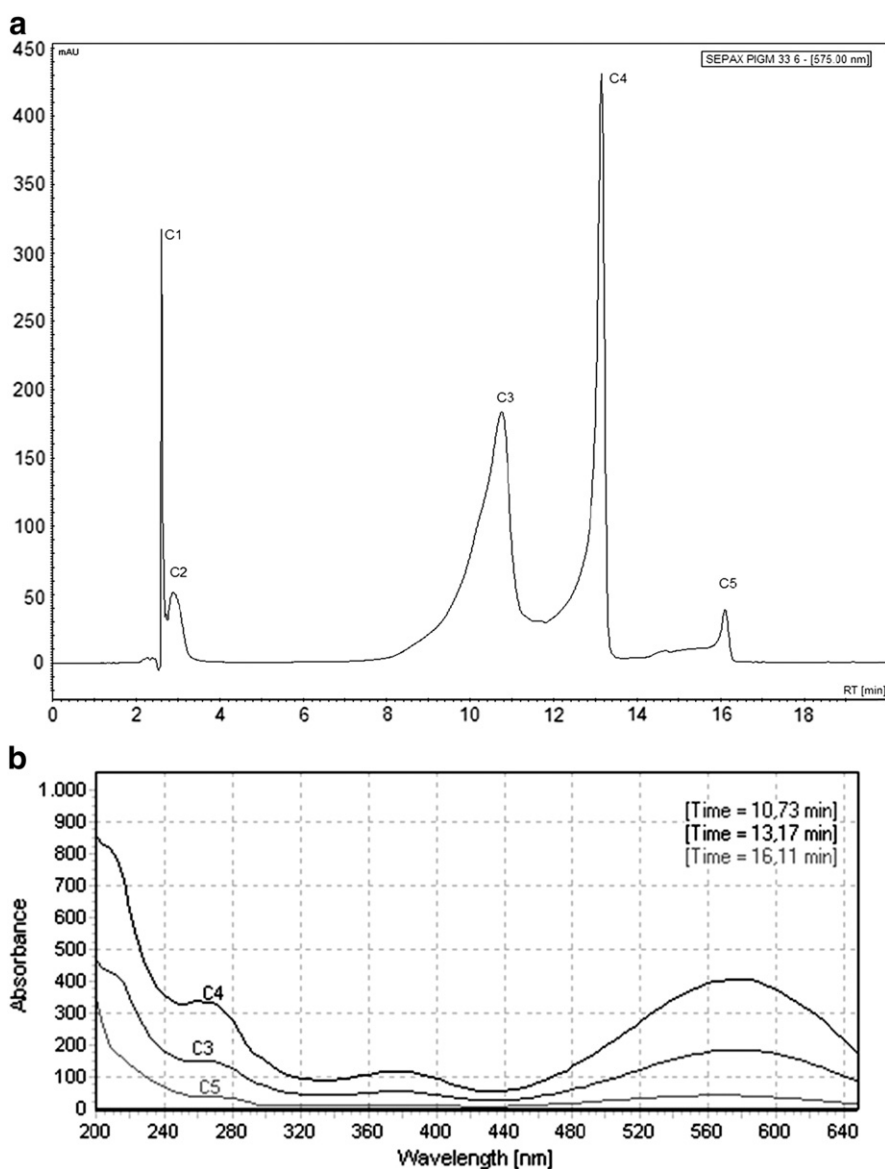 a
mAU
SEPAX PIGM 33 6 - [575.00 nm]
450
400
350
300
250
200
150
100
50
0
C1
C2
C3
C4
C5
RT [min]
0 2 4 6 8 10 12 14 16 18
b
Absorbance
1.000
900
800
700
600
500
400
300
200
100
0
[Time = 10,73 min]
[Time = 13,17 min]
[Time = 16,11 min]
C4
C3
C5
200 240 280 320 360 400 440 480 520 560 600 640
Wavelength [nm]